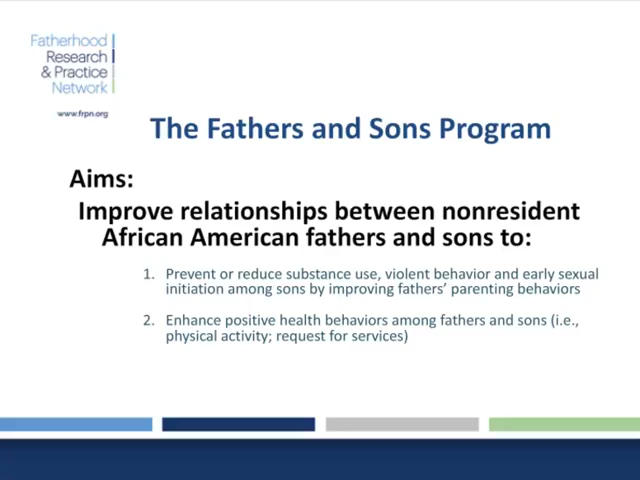 Fatherhood
Research
& Practice
Network
www.frpn.org
The Fathers and Sons Program
Aims:
Improve relationships between nonresident
African American fathers and sons to:
1. Prevent or reduce substance use, violent behavior and early sexual
initiation among sons by improving fathers’ parenting behaviors
2. Enhance positive health behaviors among fathers and sons (i.e.,
physical activity; request for services)